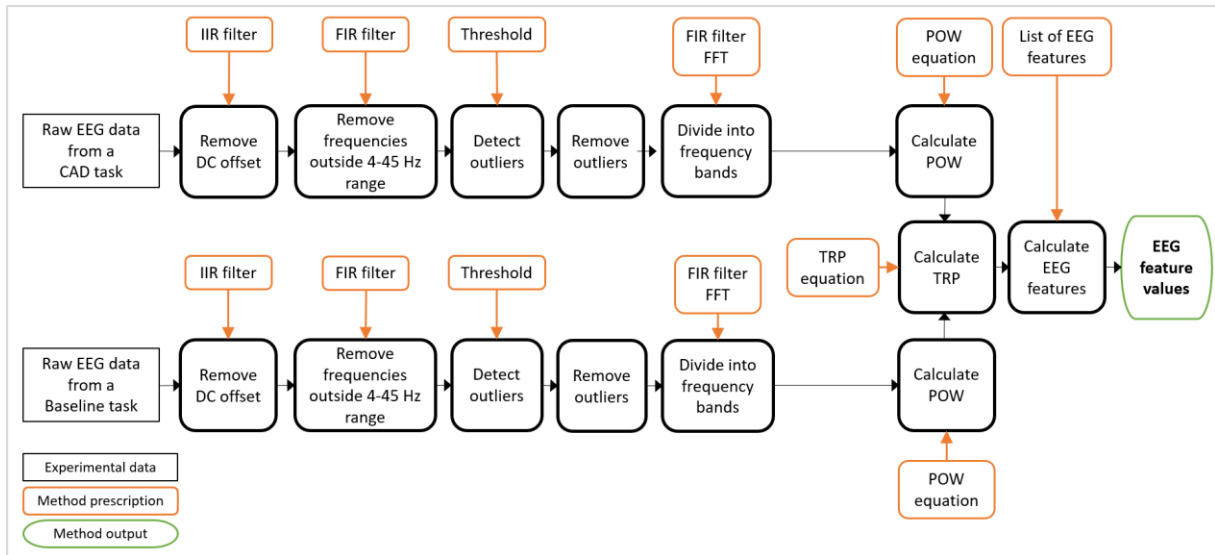 IIR filter
FIR filter
Threshold
FIR filter
FFT
POW
equation
List of EEG
features
Raw EEG data
from a
CAD task
Remove
DC offset
Remove
frequencies
outside 4-45 Hz
range
Detect
outliers
Remove
outliers
Divide into
frequency
bands
Calculate
POW
TRP
equation
Calculate
TRP
Calculate
EEG
features
EEG
feature
values
IIR filter
FIR filter
Threshold
FIR filter
FFT
Raw EEG data
from a
Baseline task
Remove
DC offset
Remove
frequencies
outside 4-45 Hz
range
Detect
outliers
Remove
outliers
Divide into
frequency
bands
Calculate
POW
POW
equation
Experimental data
Method prescription
Method output